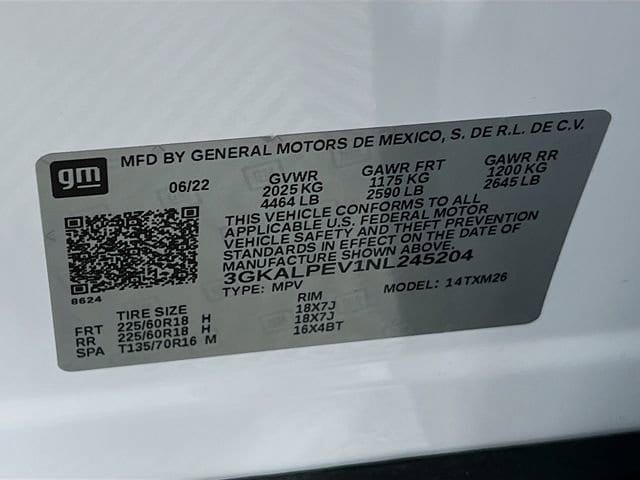 gm
MFD BY GENERAL MOTORS DE MEXICO, S. DE R.L. DE C.V.
06/22 GVWR GAWR FRT GAWR RR
2025 KG 1175 KG 1200 KG
4464 LB 2590 LB 2645 LB
THIS VEHICLE CONFORMS TO ALL
APPLICABLE U.S. FEDERAL MOTOR
VEHICLE SAFETY AND THEFT PREVENTION
STANDARDS IN EFFECT ON THE DATE OF
MANUFACTURE SHOWN ABOVE.
3GKALPEV1NL245204
TYPE: MPV MODEL: 14TXM26
8624
TIRE SIZE RIM
FRT 225/60R18 H 18X7J
RR 225/60R18 H 18X7J
SPA T135/70R16 M 16X4BT